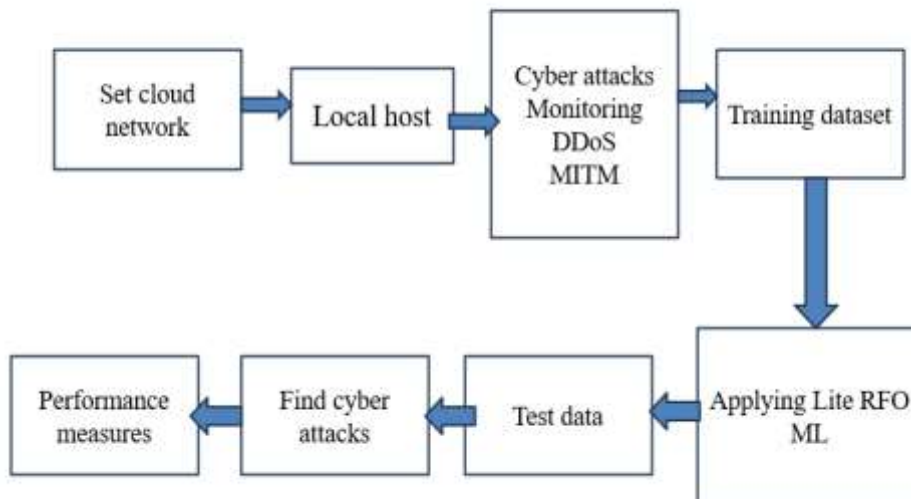 Set cloud
network
Local host
Cyber attacks
Monitoring
DDoS
MITM
Training dataset
Applying Lite RFO
ML
Test data
Find cyber
attacks
Performance
measures